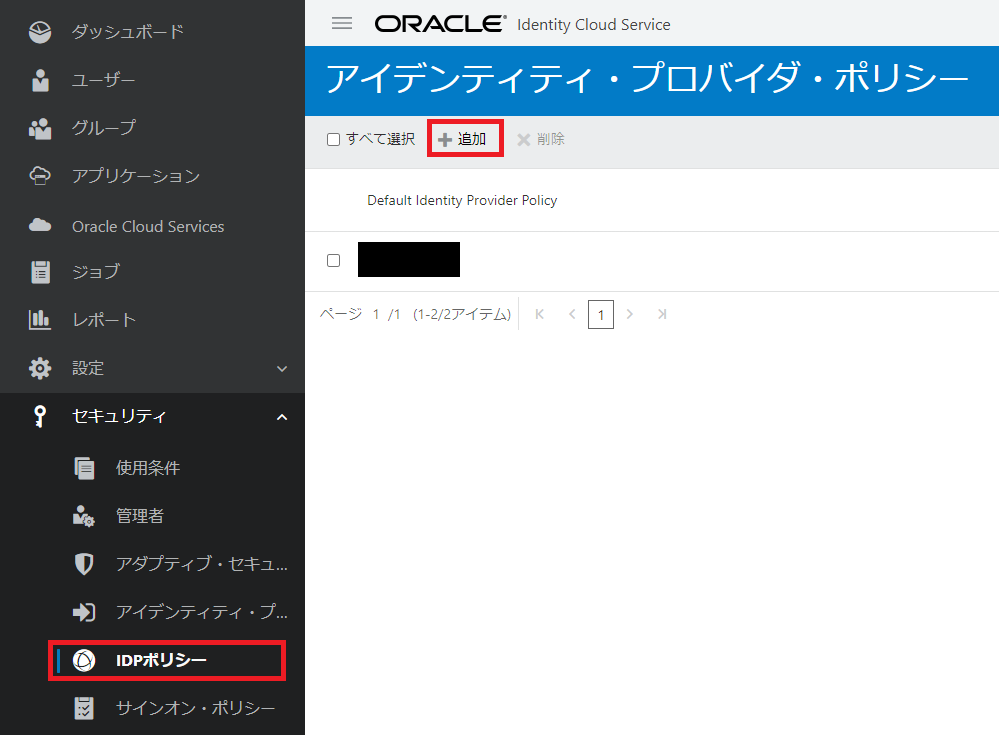 ダッシュボード
ユーザー
グループ
アプリケーション
Oracle Cloud Services
ジョブ
レポート
設定
セキュリティ
使用条件
管理者
アダプティブ・セキュ...
アイデンティティ・プ...
IDPポリシー
サインオン・ポリシー
ORACLE® Identity Cloud Service
アイデンティティ・プロバイダ・ポリシー
すべて選択 追加 削除
Default Identity Provider Policy
ページ 1 /1 (1-2/2アイテム) 1